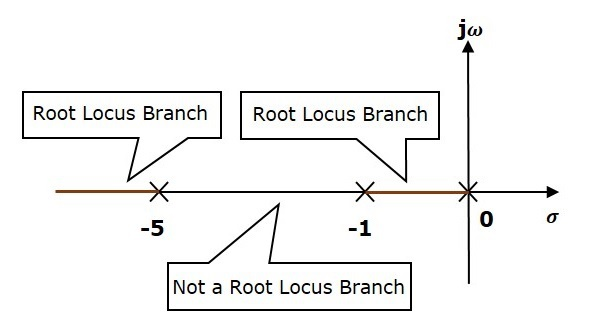 jω
Root Locus Branch
Root Locus Branch
-5
-1
0
σ
Not a Root Locus Branch